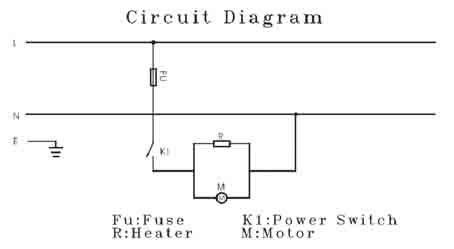 Circuit Diagram
L
FU
N
E
K1
R
M
M
Fu:Fuse K1:Power Switch
R:Heater M:Motor